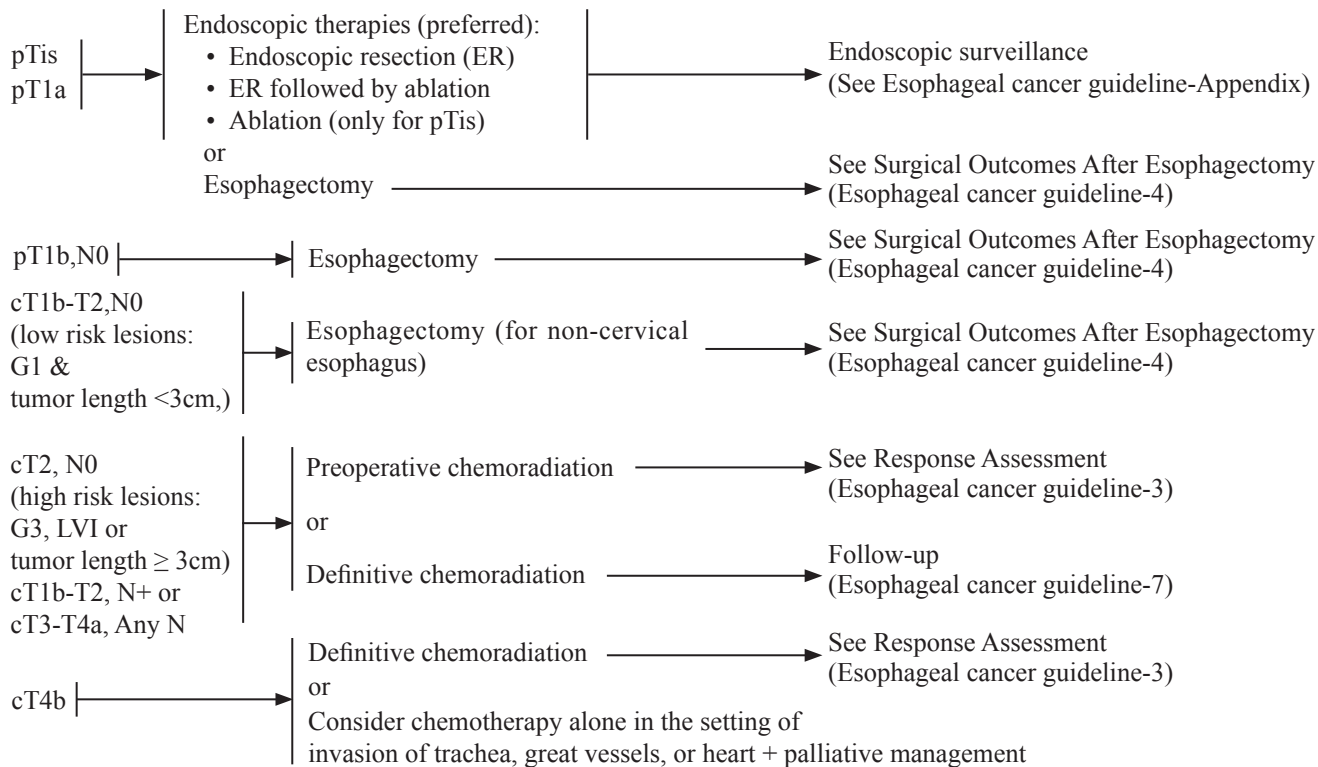 pTis
pT1a
Endoscopic therapies (preferred):
• Endoscopic resection (ER)
• ER followed by ablation
• Ablation (only for pTis)
or
Esophagectomy
Endoscopic surveillance
(See Esophageal cancer guideline-Appendix)
See Surgical Outcomes After Esophagectomy
(Esophageal cancer guideline-4)
pT1b,N0
Esophagectomy
See Surgical Outcomes After Esophagectomy
(Esophageal cancer guideline-4)
cT1b-T2,N0
(low risk lesions:
G1 &
tumor length <3cm,)
Esophagectomy (for non-cervical
esophagus)
See Surgical Outcomes After Esophagectomy
(Esophageal cancer guideline-4)
cT2, N0
(high risk lesions:
G3, LVI or
tumor length ≥ 3cm)
cT1b-T2, N+ or
cT3-T4a, Any N
Preoperative chemoradiation
or
Definitive chemoradiation
See Response Assessment
(Esophageal cancer guideline-3)
Follow-up
(Esophageal cancer guideline-7)
cT4b
Definitive chemoradiation
or
Consider chemotherapy alone in the setting of
invasion of trachea, great vessels, or heart + palliative management
See Response Assessment
(Esophageal cancer guideline-3)